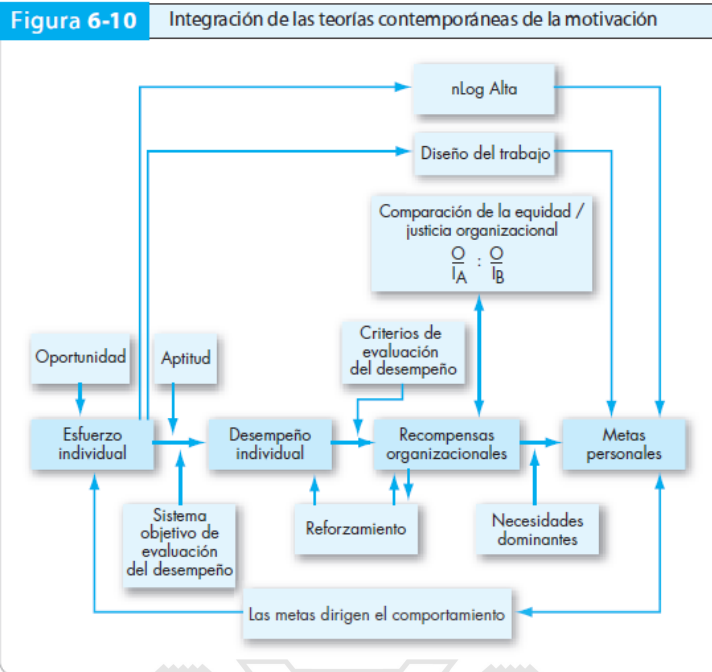 Figura 6-10
Integración de las teorías contemporáneas de la motivación
nLog Alta
Diseño del trabajo
Comparación de la equidad /
justicia organizacional
O : O
IA IB
Criterios de
evaluación
del desempeño
Oportunidad
Aptitud
Esfuerzo
individual
Desempeño
individual
Recompensas
organizacionales
Metas
personales
Sistema
objetivo de
evaluación
del desempeño
Reforzamiento
Necesidades
dominantes
Las metas dirigen el comportamiento